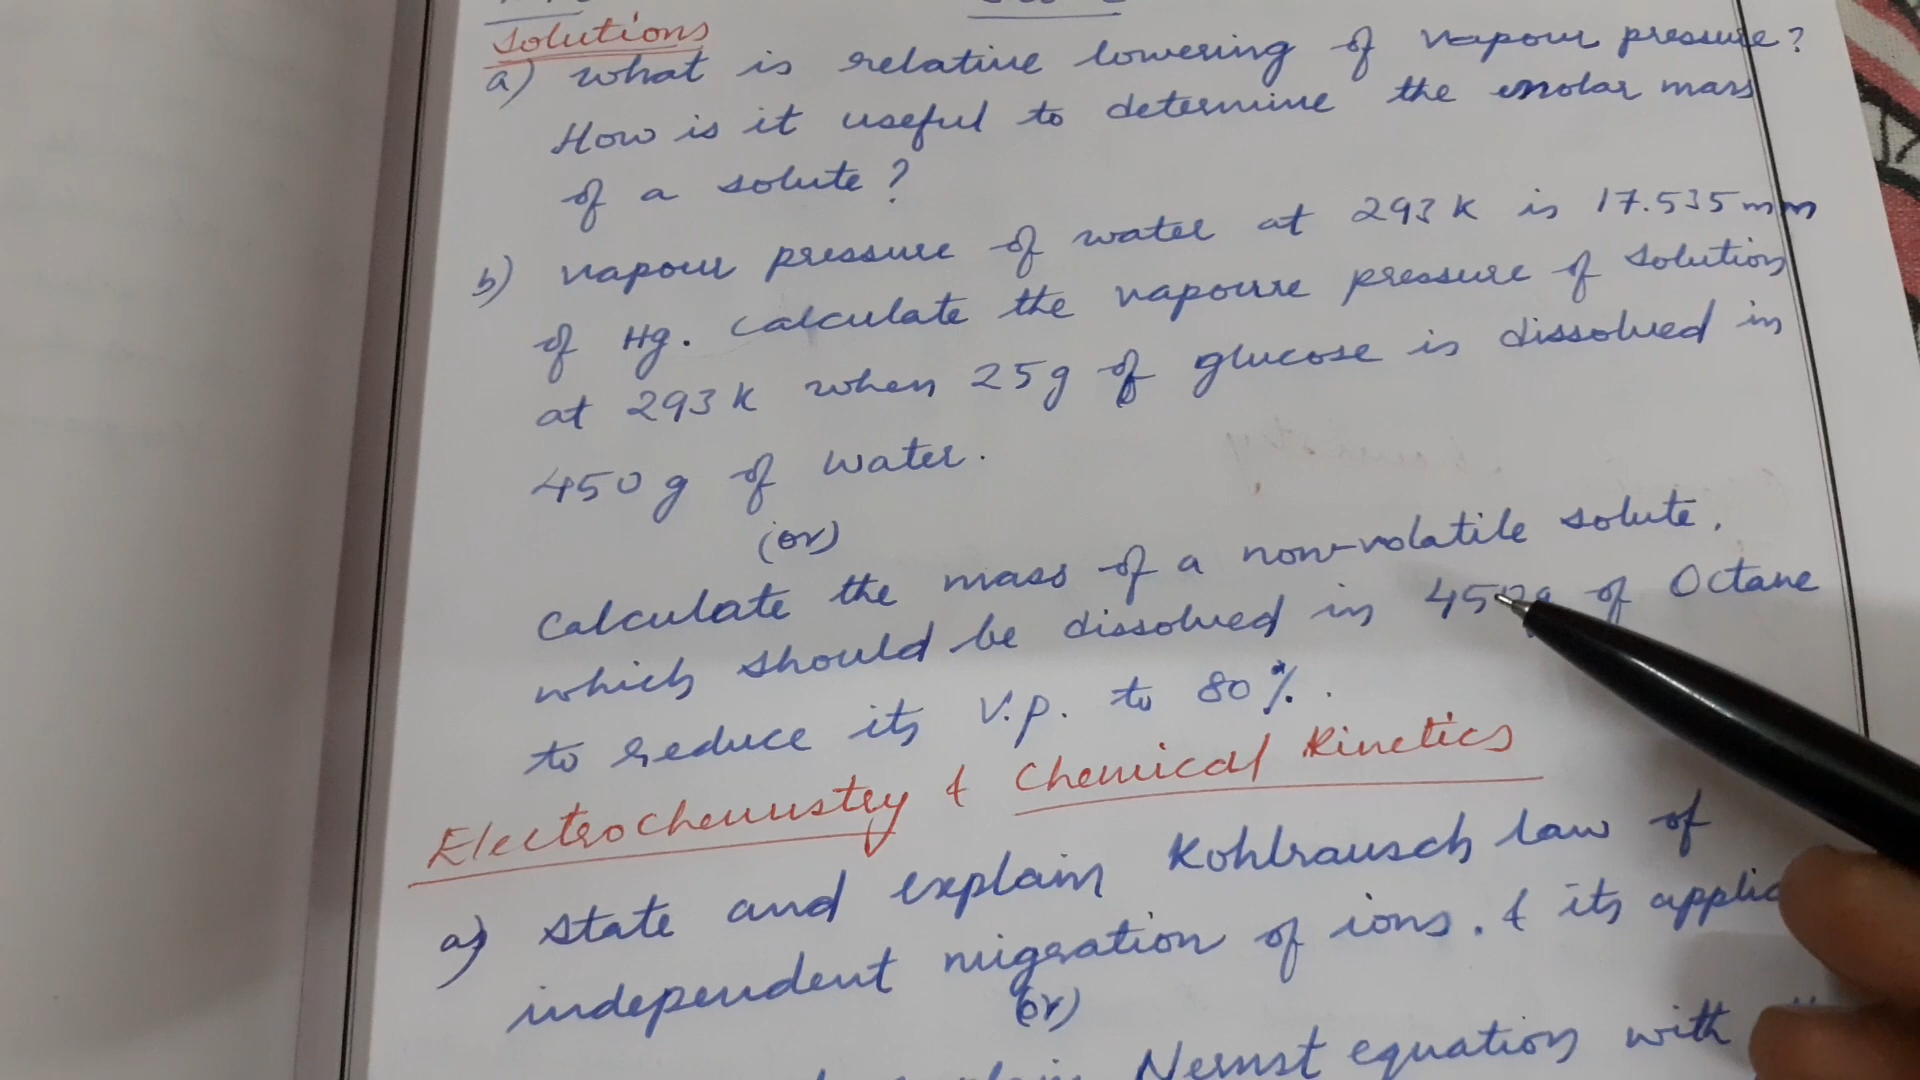 Solutions
a) what is relative lowering of vapour pressure?
How is it useful to determine the molar mass
of a solute?
b) vapour pressure of water at 293 K is 17.535 mm
of Hg. Calculate the vapoure pressure of solution
at 293 K when 25g of glucose is dissolved in
450 g of water.
(or)
Calculate the mass of a non-volatile solute.
which should be dissolved in of Octane
to reduce its V.P. to 80%.
Electrochemistry & Chemical Kinetics
a) State and explain Kohlrausch law of
independent migration of ions. & its
(or)
Nernst equation with